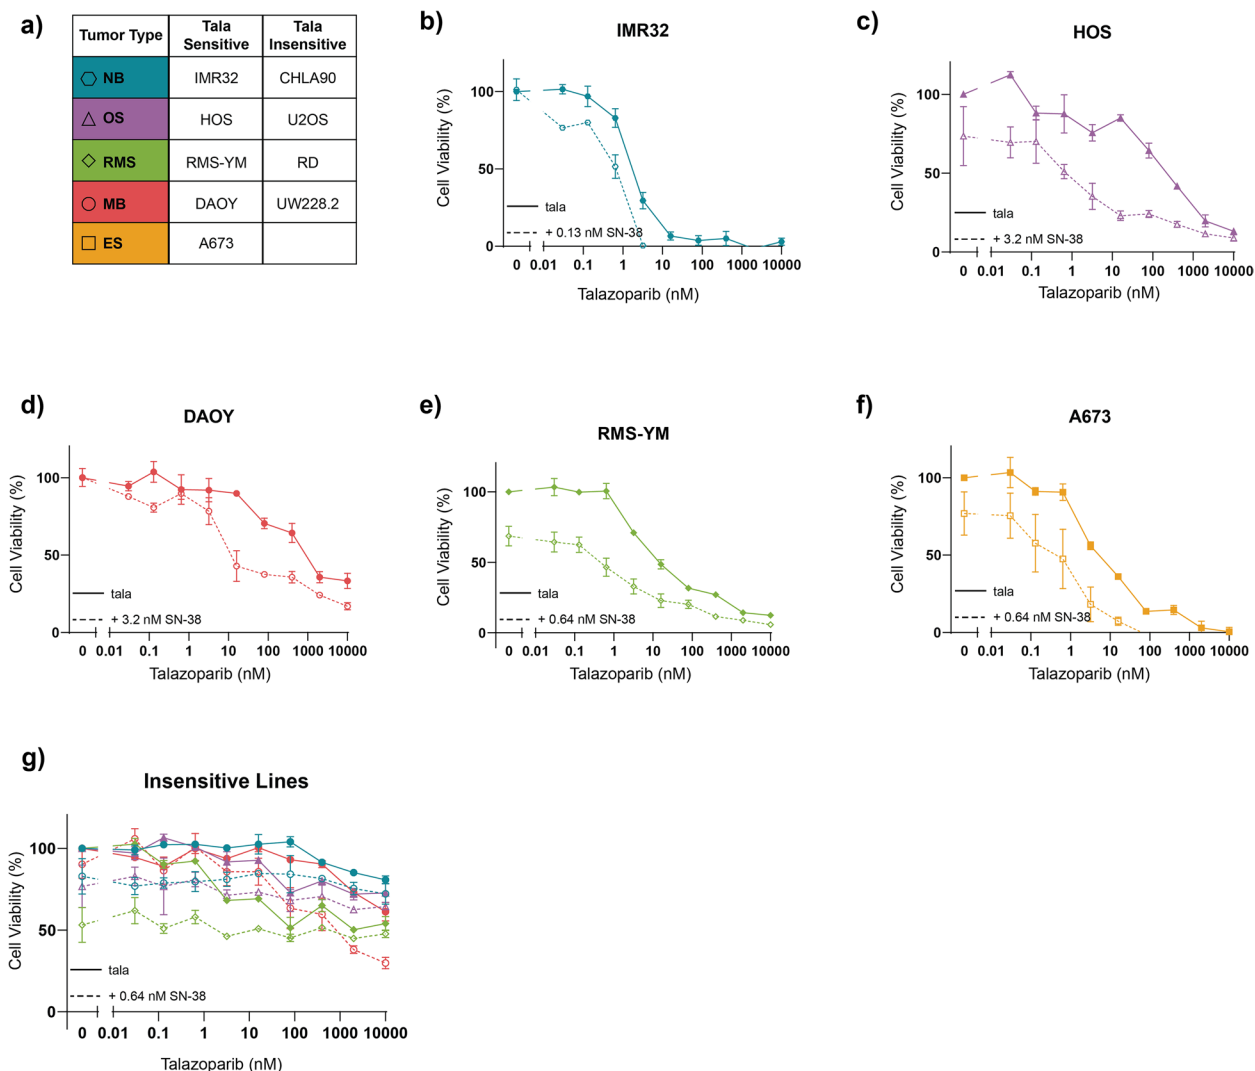 a)
Tumor Type
Tala Sensitive
Tala Insensitive
NB IMR32 CHLA90
OS HOS U2OS
RMS RMS-YM RD
MB DAOY UW228.2
ES A673
b)
IMR32
Cell Viability (%)
100
50
0
tala
+ 0.13 nM SN-38
0 0.01 0.1 1 10 100 1000 10000
Talazoparib (nM)
c)
HOS
Cell Viability (%)
100
50
0
tala
+ 3.2 nM SN-38
0 0.01 0.1 1 10 100 1000 10000
Talazoparib (nM)
d)
DAOY
Cell Viability (%)
100
50
0
tala
+ 3.2 nM SN-38
0 0.01 0.1 1 10 100 1000 10000
Talazoparib (nM)
e)
RMS-YM
Cell Viability (%)
100
50
0
tala
+ 0.64 nM SN-38
0 0.01 0.1 1 10 100 1000 10000
Talazoparib (nM)
f)
A673
Cell Viability (%)
100
50
0
tala
+ 0.64 nM SN-38
0 0.01 0.1 1 10 100 1000 10000
Talazoparib (nM)
g)
Insensitive Lines
Cell Viability (%)
100
50
0
tala
+ 0.64 nM SN-38
0 0.01 0.1 1 10 100 1000 10000
Talazoparib (nM)